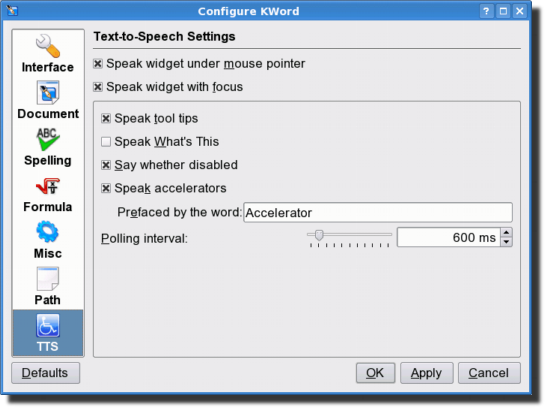 Configure KWord
Text-to-Speech Settings
Speak widget under mouse pointer
Speak widget with focus
Speak tool tips
Speak What's This
Say whether disabled
Speak accelerators
Prefaced by the word: Accelerator
Polling interval: 600 ms
Interface
Document
ABC
Spelling
Formula
Misc
Path
TTS
Defaults OK Apply Cancel